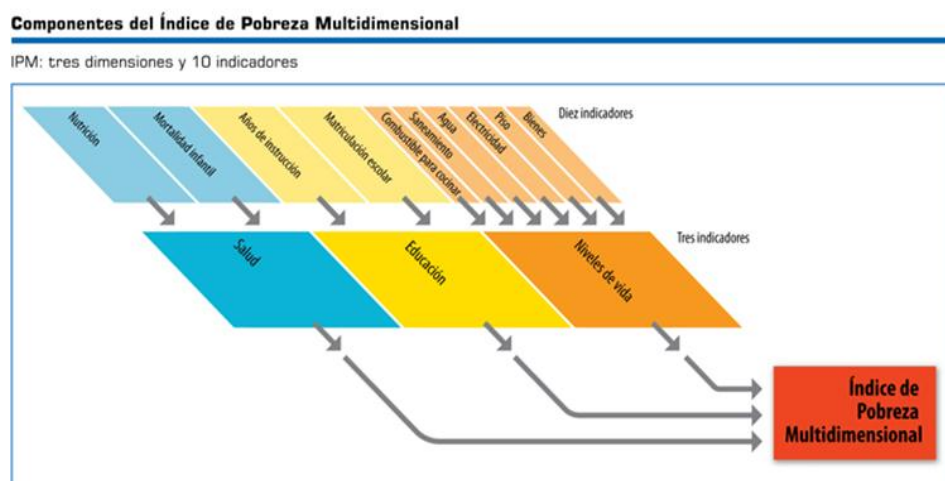 Componentes del Índice de Pobreza Multidimensional
IPM: tres dimensiones y 10 indicadores
Nutrición
Mortalidad infantil
Años de instrucción
Matriculación escolar
Combustible para cocinar
Saneamiento
Agua
Electricidad
Piso
Bienes
Diez indicadores
Salud
Educación
Niveles de vida
Tres indicadores
Índice de
Pobreza
Multidimensional